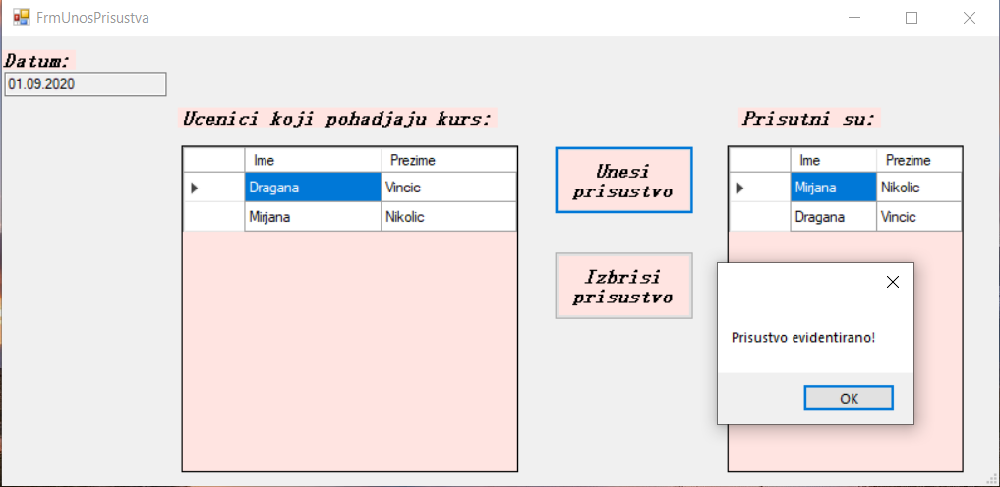 FrmUnosPrisustva
Datum:
01.09.2020
Ucenici koji pohadjaju kurs:
Ime Prezime
Dragana Vincic
Mirjana Nikolic
Unesi
prisustvo
Izbrisi
prisustvo
Prisutni su:
Ime Prezime
Mirjana Nikolic
Dragana Vincic
Prisustvo evidentirano!
OK